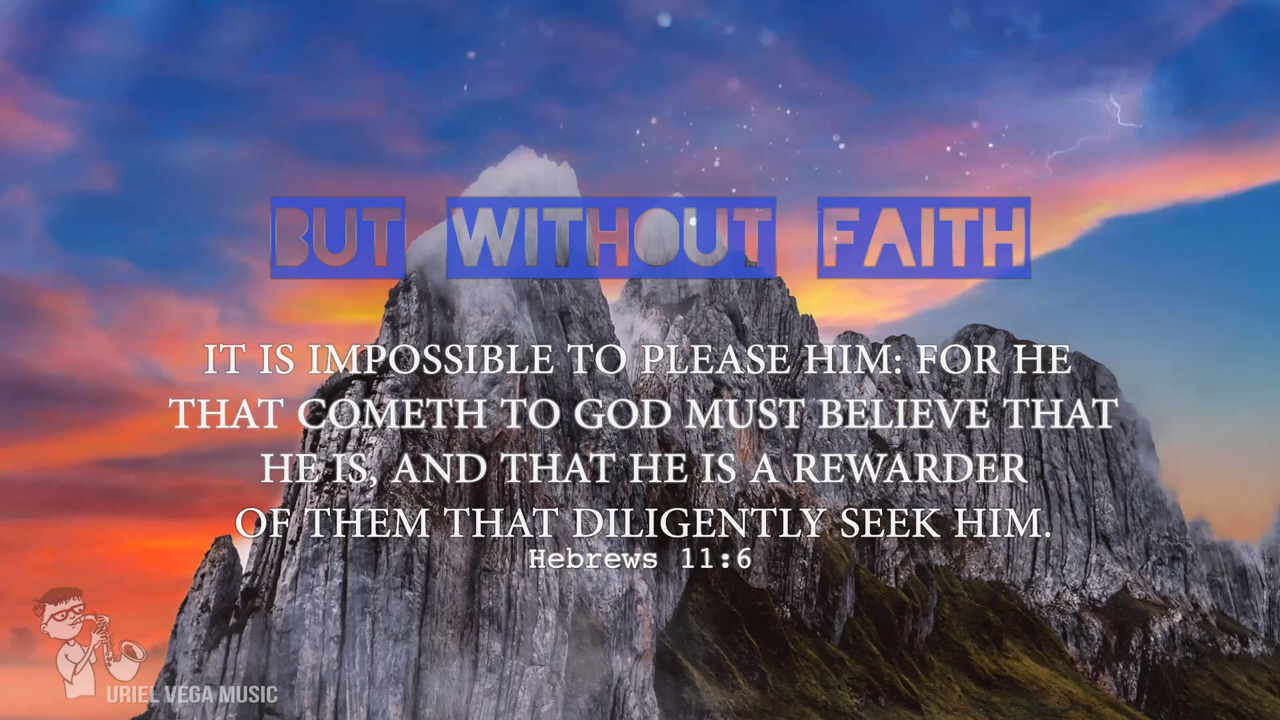 BUT WITHOUT FAITH
IT IS IMPOSSIBLE TO PLEASE HIM: FOR HE
THAT COMETH TO GOD MUST BELIEVE THAT
HE IS, AND THAT HE IS A REWARDER
OF THEM THAT DILIGENTLY SEEK HIM.
Hebrews 11:6
URIEL VEGA MUSIC